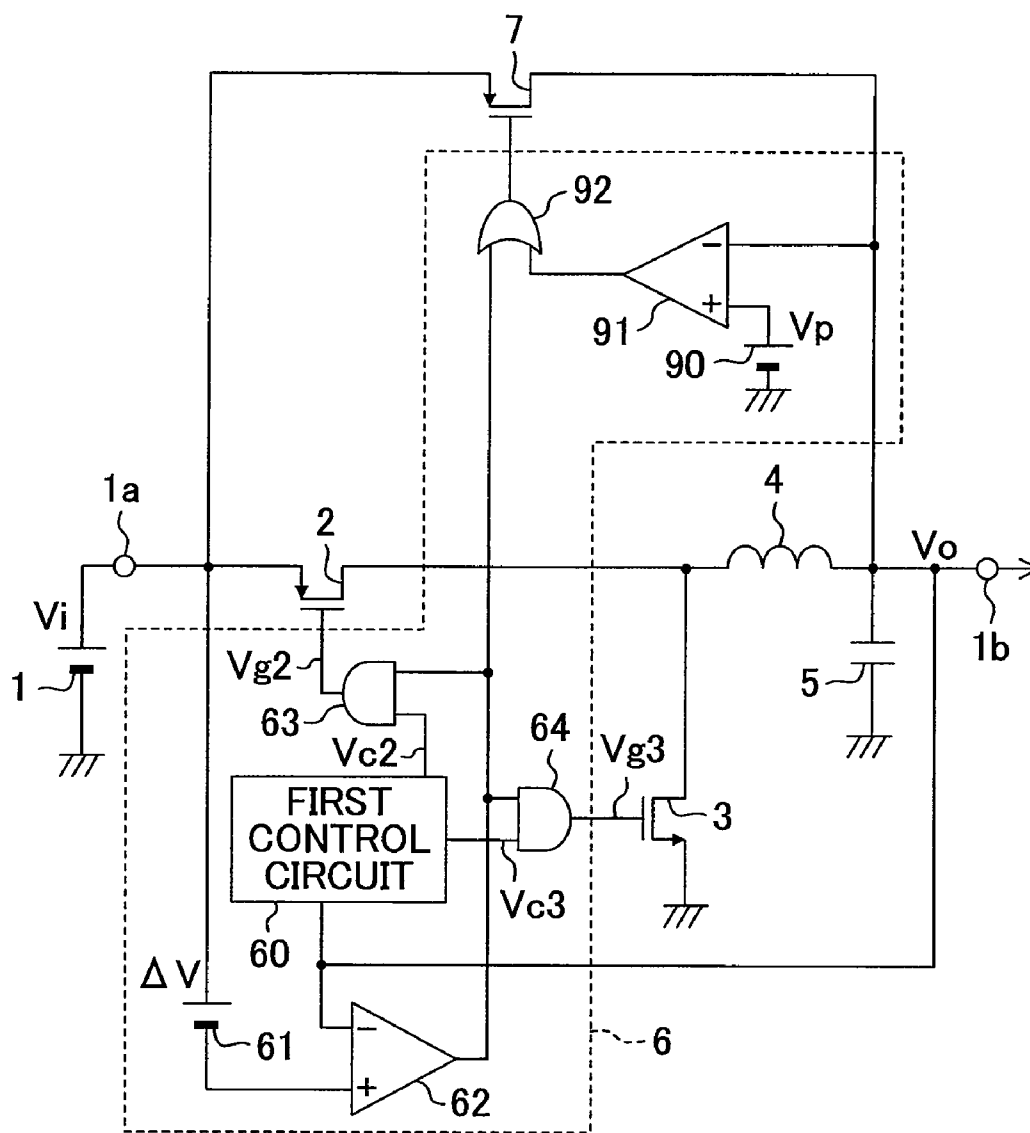 7
92
91
90
Vp
1a
2
4
Vo
Vi
1
Vg2
63
Vc2
64
Vg3
3
5
1b
FIRST
CONTROL
CIRCUIT
Vc3
60
ΔV
61
62
6
−
+
−
+